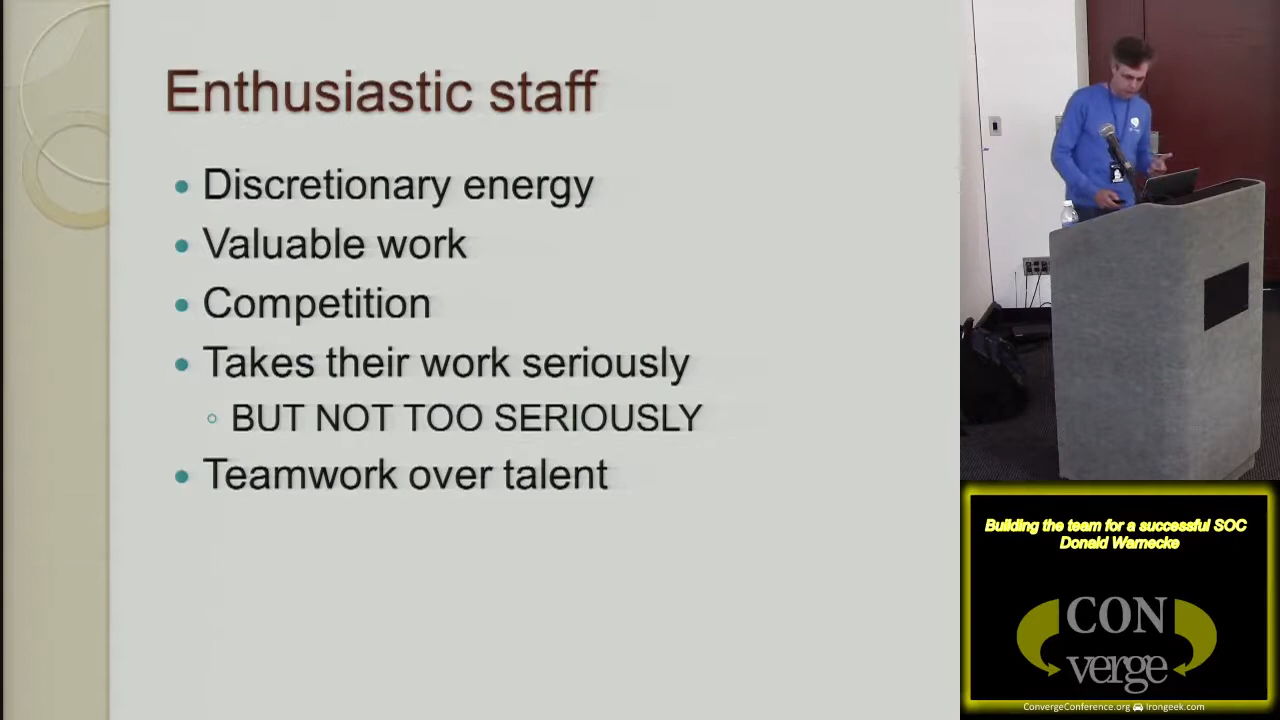 Enthusiastic staff
Discretionary energy
Valuable work
Competition
Takes their work seriously
BUT NOT TOO SERIOUSLY
Teamwork over talent
Building the team for a successful SOC
Donald Warnecke
CON
verge
ConvergeConference.org Irongeek.com